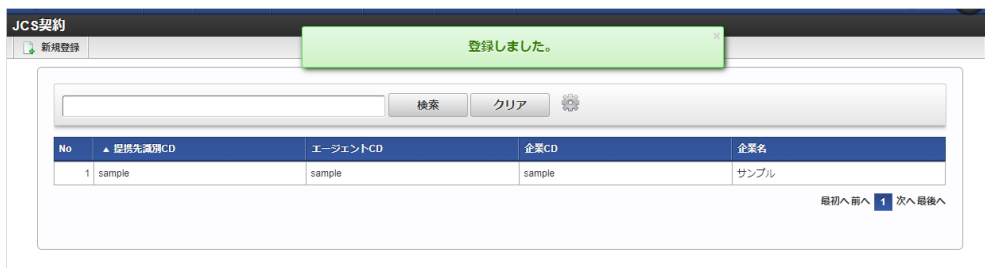 JCS契約
新規登録
登録しました。
×
検索 クリア
No ▲ 提携先識別CD エージェントCD 企業CD 企業名
1 sample sample sample サンプル
最初へ 前へ 1 次へ 最後へ